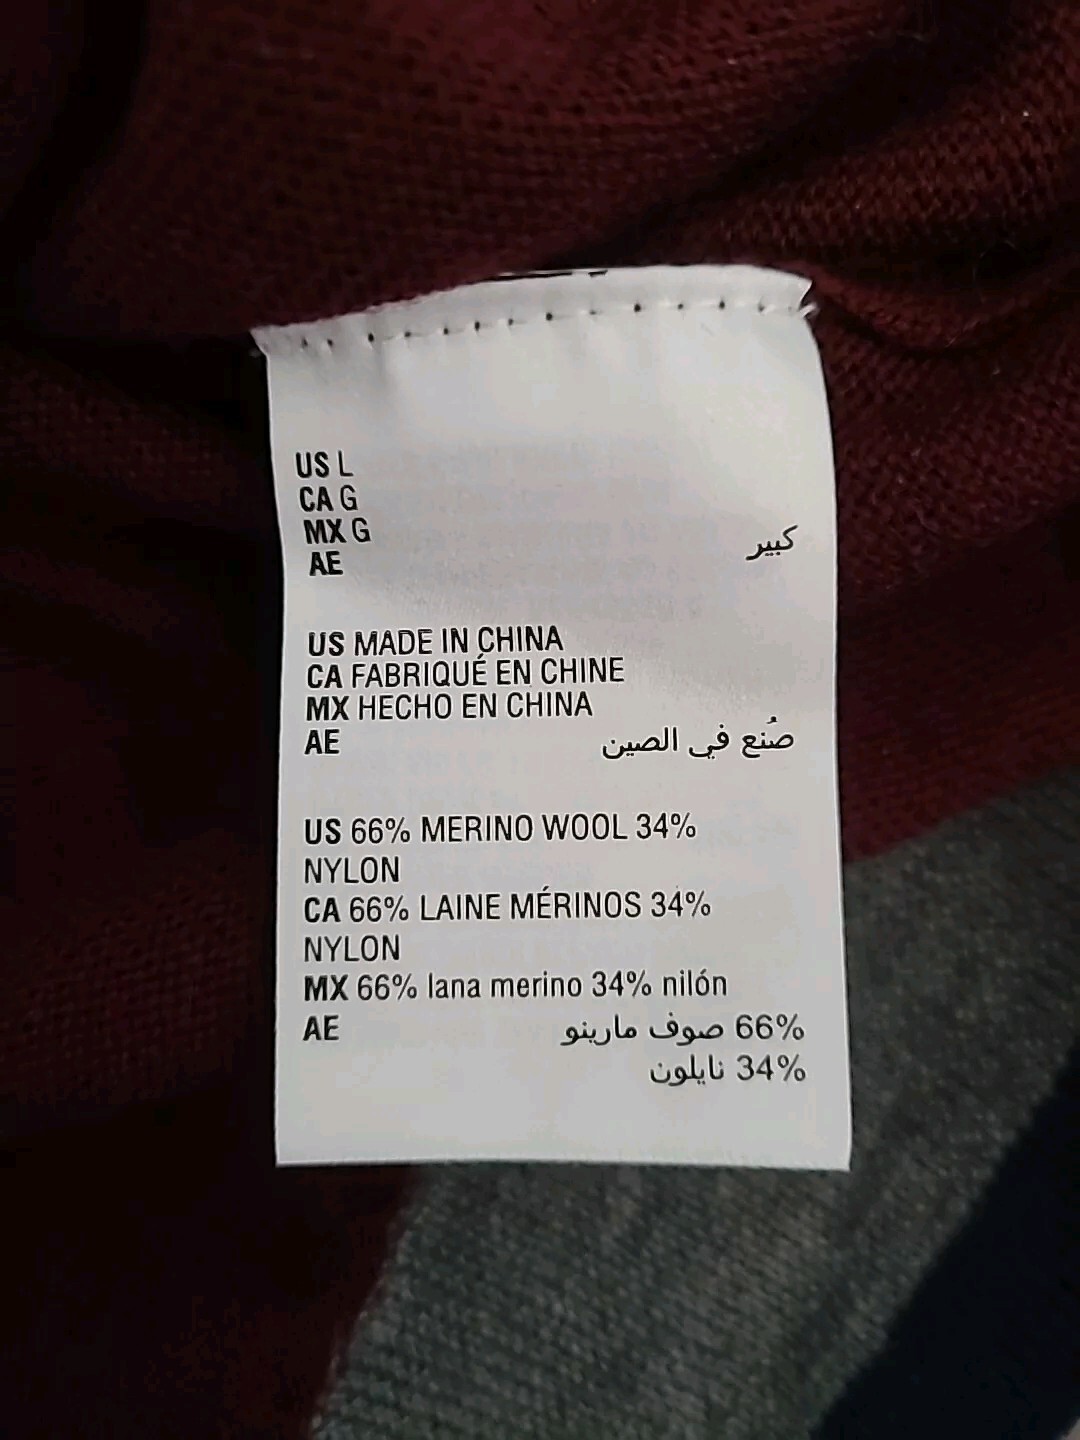 US L
CA G
MX G
AE كبير
US MADE IN CHINA
CA FABRIQUÉ EN CHINE
MX HECHO EN CHINA
AE صُنع في الصين
US 66% MERINO WOOL 34%
NYLON
CA 66% LAINE MÉRINOS 34%
NYLON
MX 66% lana merino 34% nilón
AE 66% صوف مارينو
34% نايلون